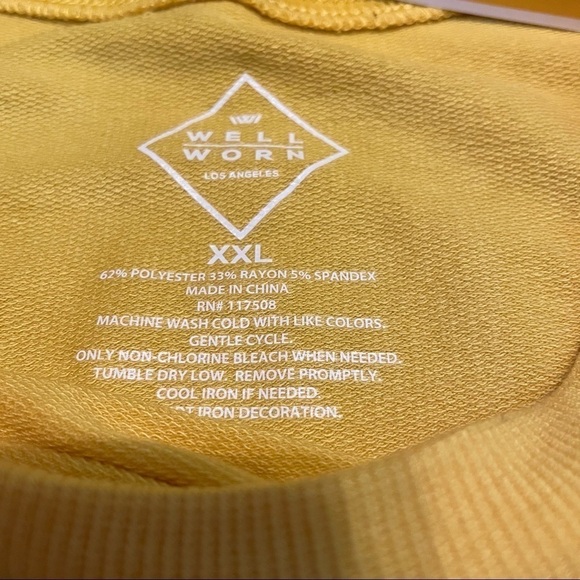 WELL
WORN
LOS ANGELES
XXL
62% POLYESTER 33% RAYON 5% SPANDEX
MADE IN CHINA
RN# 117508
MACHINE WASH COLD WITH LIKE COLORS.
GENTLE CYCLE.
ONLY NON-CHLORINE BLEACH WHEN NEEDED.
TUMBLE DRY LOW. REMOVE PROMPTLY.
COOL IRON IF NEEDED.
IRON DECORATION.